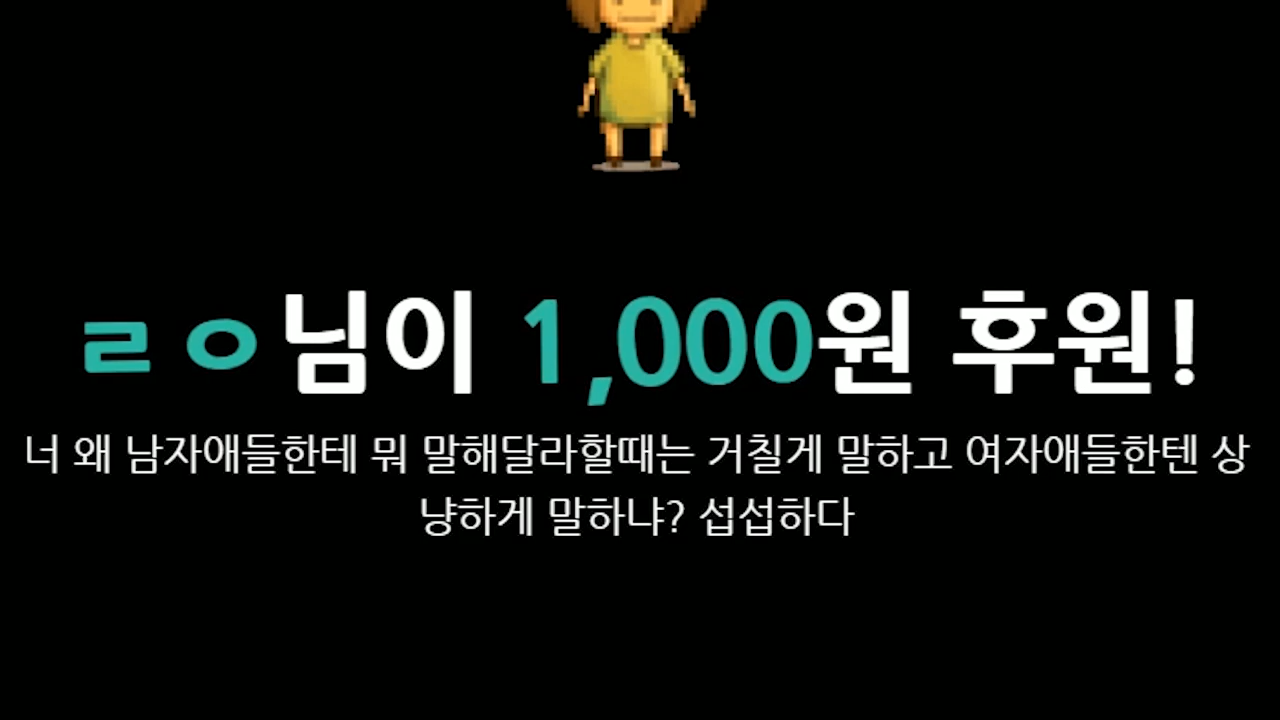 ㄹㅇ님이 1,000원 후원!
너 왜 남자애들한테 뭐 말해달라할때는 거칠게 말하고 여자애들한텐 상
냥하게 말하냐? 섭섭하다